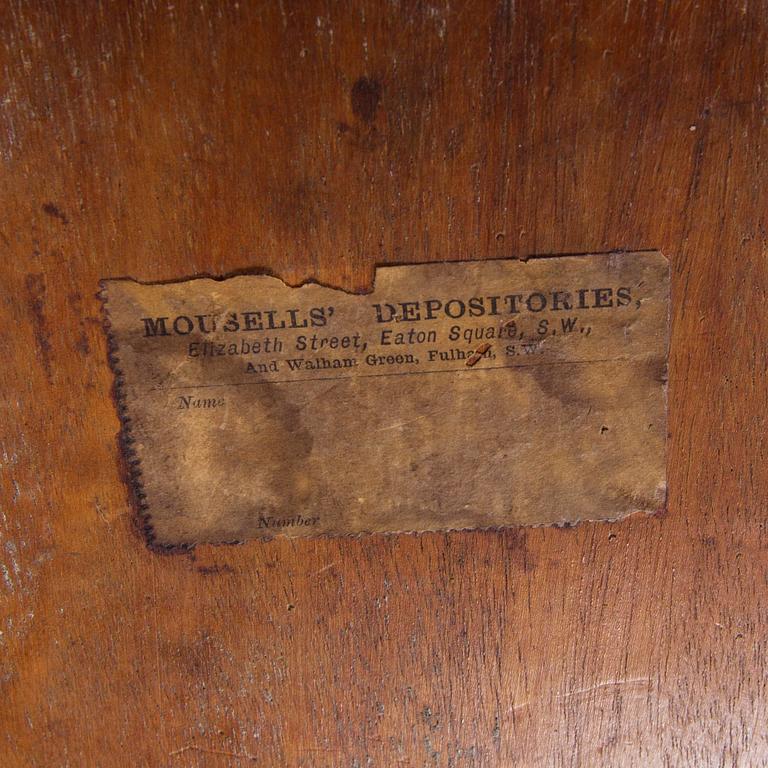 MOUSELLS' DEPOSITORIES,
Elizabeth Street, Eaton Square, S.W.,
And Walham Green, Fulham, S.W.
Name
Number